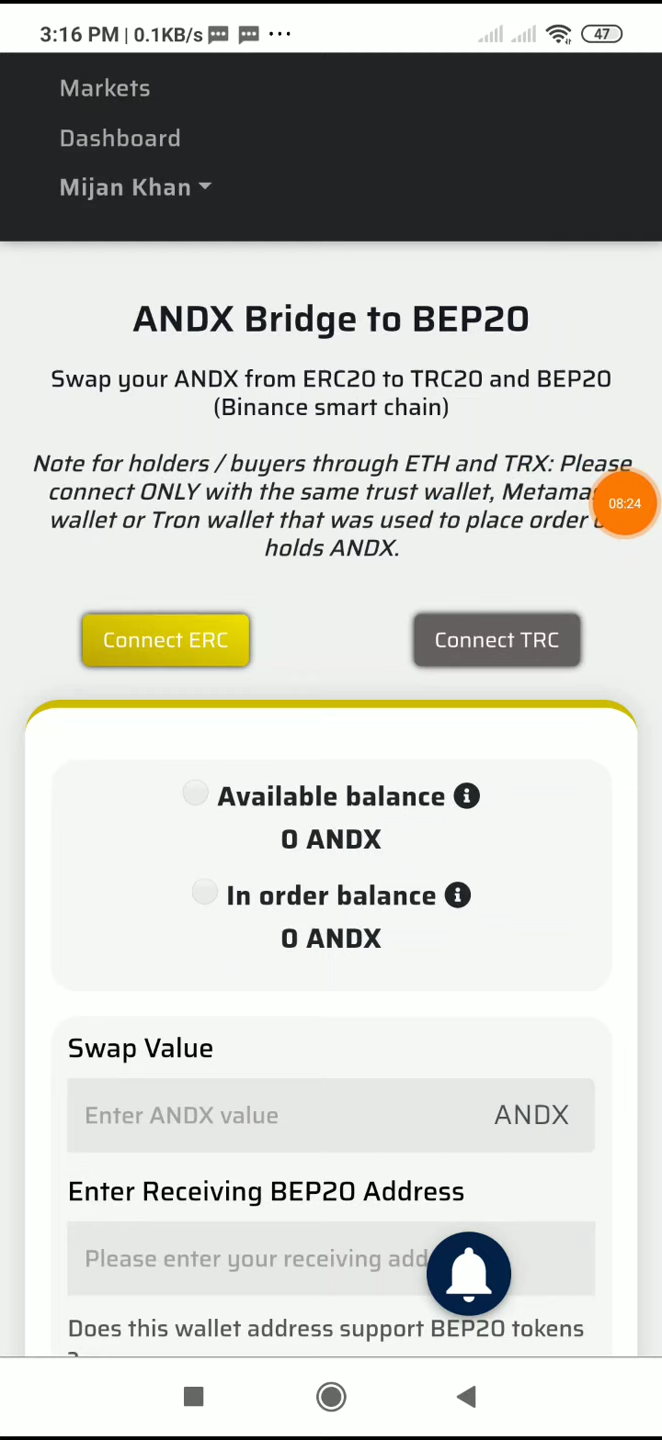 3:16 PM | 0.1KB/s ... 47
Markets
Dashboard
Mijan Khan
ANDX Bridge to BEP20
Swap your ANDX from ERC20 to TRC20 and BEP20
(Binance smart chain)
Note for holders / buyers through ETH and TRX: Please
connect ONLY with the same trust wallet,
08:24
wallet or Tron wallet that was used to place order
holds ANDX.
Connect ERC Connect TRC
Available balance
0 ANDX
In order balance
0 ANDX
Swap Value
Enter ANDX value ANDX
Enter Receiving BEP20 Address
Please enter your receiving
Does this wallet address support BEP20 tokens